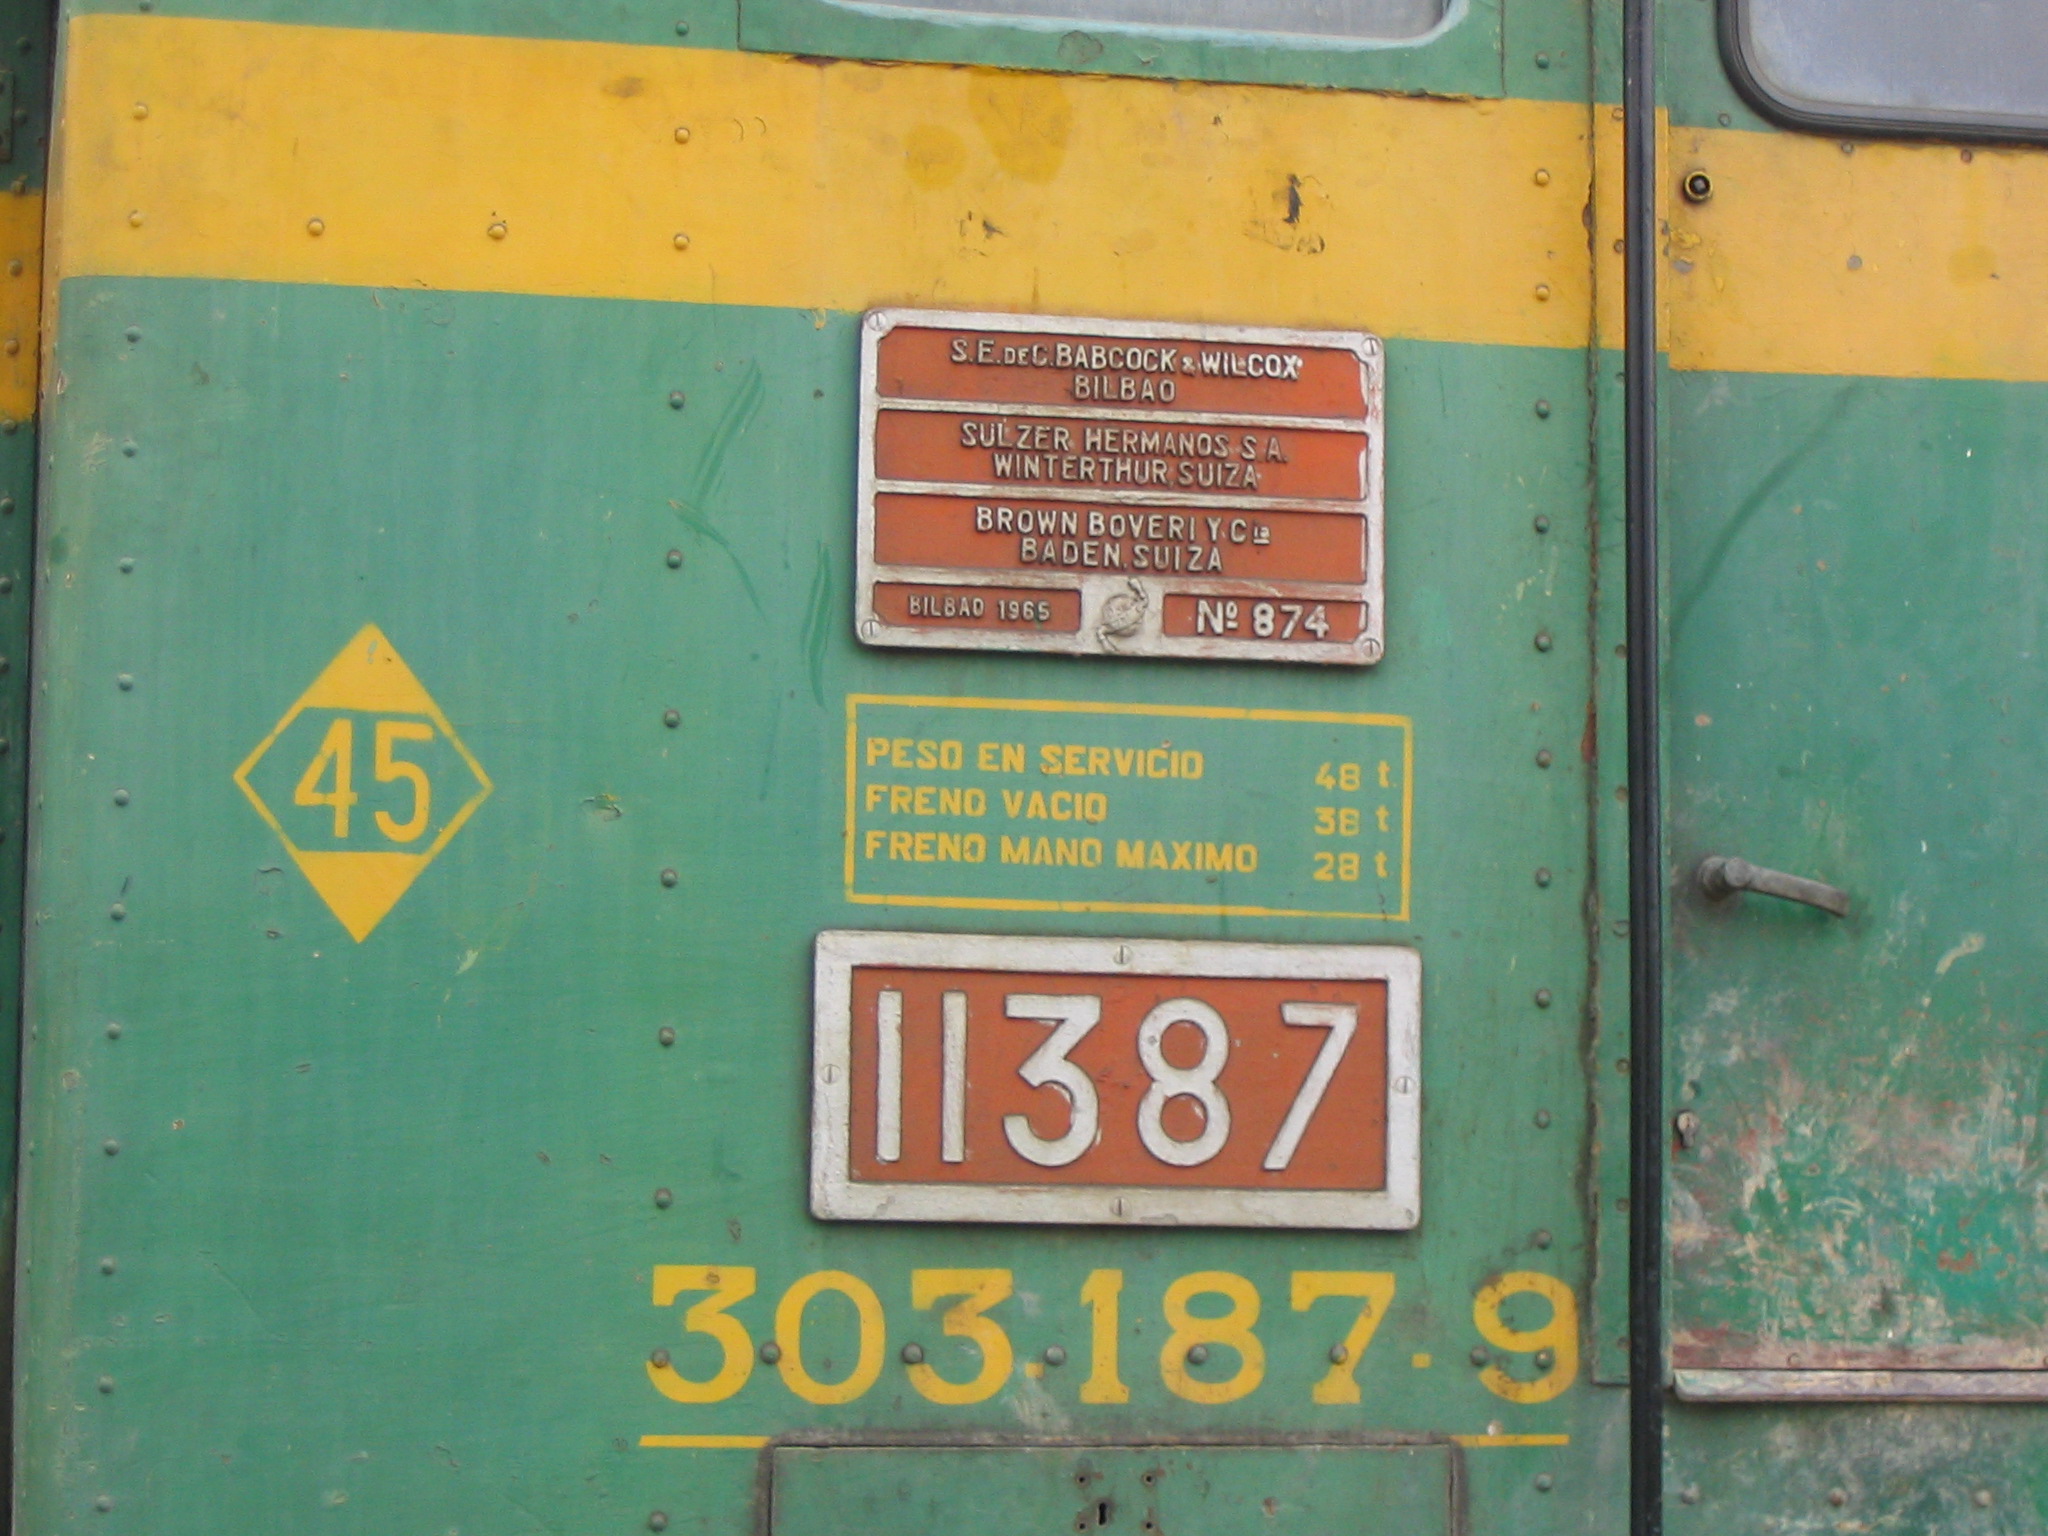 S.E. DE C. BABCOCK & WILCOX
BILBAO
SULZER HERMANOS S.A.
WINTERTHUR, SUIZA
BROWN BOVERI Y Cía
BADEN, SUIZA
BILBAO 1965
Nº 874
45
PESO EN SERVICIO 48 t.
FRENO VACIO 38 t
FRENO MANO MAXIMO 28 t
11387
303.187-9